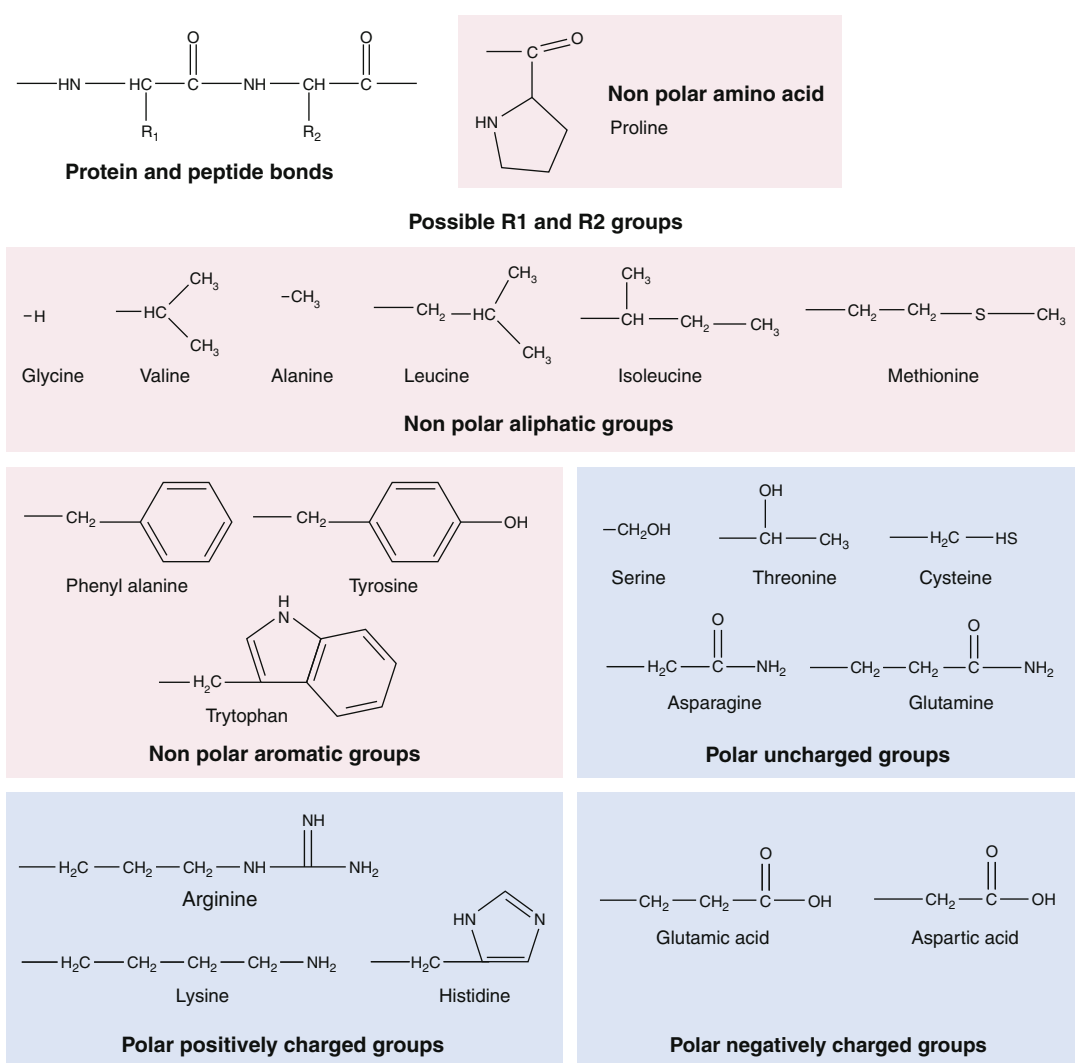 O O
HN HC C NH CH C
R1 R2
Protein and peptide bonds
C O
HN
Non polar amino acid
Proline
Possible R1 and R2 groups
–H
Glycine
HC CH3 CH3
Valine
–CH3
Alanine
CH2 HC CH3 CH3
Leucine
CH3
CH CH2 CH3
Isoleucine
CH2 CH2 S CH3
Methionine
Non polar aliphatic groups
CH2
Phenyl alanine
CH2 OH
Tyrosine
H
N
H2C
Trytophan
Non polar aromatic groups
–CH2OH
Serine
OH
CH CH3
Threonine
H2C HS
Cysteine
O
H2C C NH2
Asparagine
O
CH2 CH2 C NH2
Glutamine
Polar uncharged groups
NH
H2C CH2 CH2 NH NH2
Arginine
H2C CH2 CH2 CH2 NH2
Lysine
HN N
H2C
Histidine
Polar positively charged groups
O
CH2 CH2 C OH
Glutamic acid
O
CH2 C OH
Aspartic acid
Polar negatively charged groups